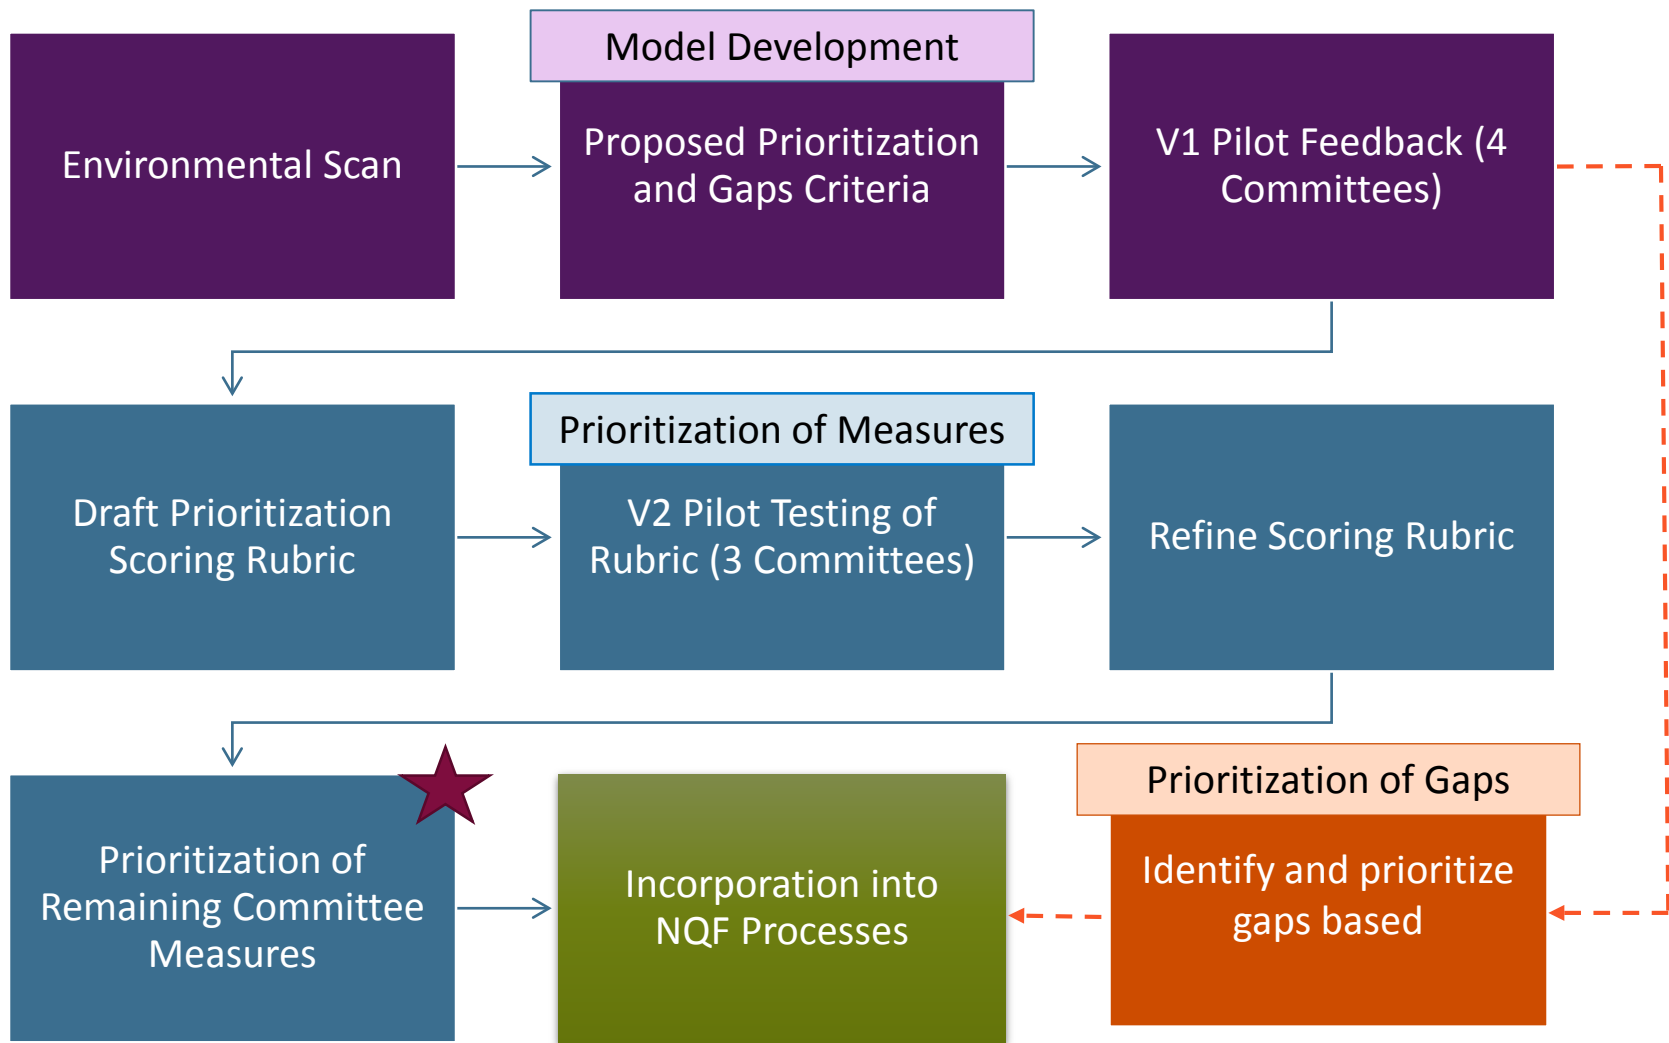 Model Development
Environmental Scan
Proposed Prioritization
and Gaps Criteria
V1 Pilot Feedback (4
Committees)
Prioritization of Measures
Draft Prioritization
Scoring Rubric
V2 Pilot Testing of
Rubric (3 Committees)
Refine Scoring Rubric
Prioritization of
Remaining Committee
Measures
Incorporation into
NQF Processes
Prioritization of Gaps
Identify and prioritize
gaps based